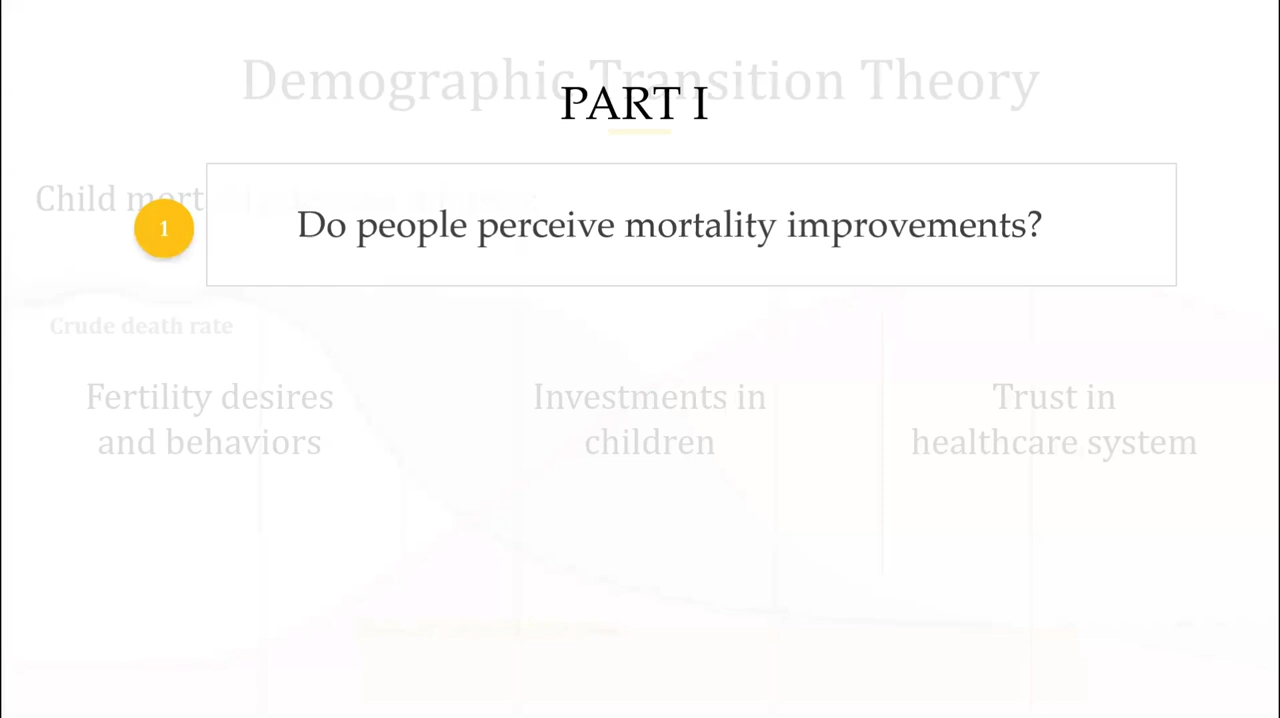 Demographic Transition Theory
PART I
Child mort
1
Do people perceive mortality improvements?
Crude death rate
Fertility desires
and behaviors
Investments in
children
Trust in
healthcare system